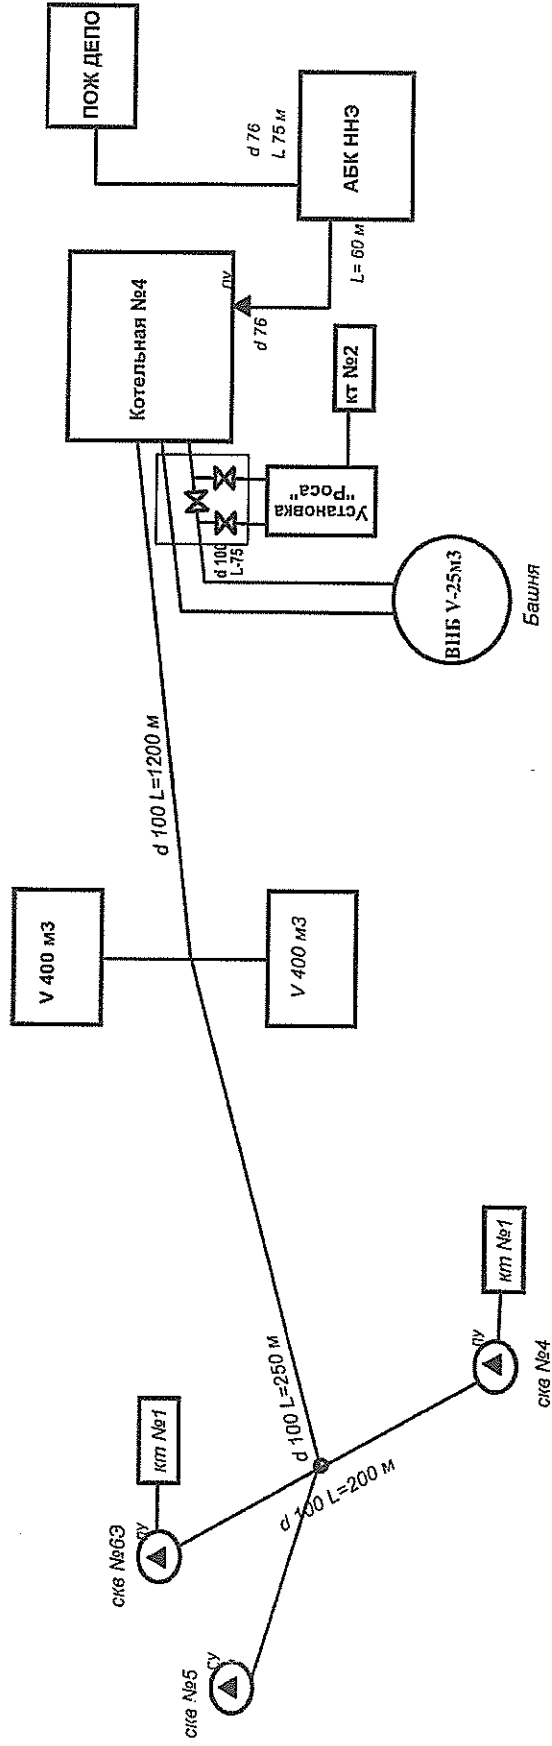 скв №5
ПУ
скв №6Э
ПУ
кт №1
скв №4
ПУ
кт №1
d 100 L=200 м
d 100 L=250 м
V 400 м3
V 400 м3
d 100 L=1200 м
ВНБ V-25м3
Башня
d 100
L-75
Установка
"Роса"
кт №2
Котельная №4
ПУ
d 76
L= 60 м
АБК ННЭ
d 76
L 75 м
ПОЖ ДЕПО